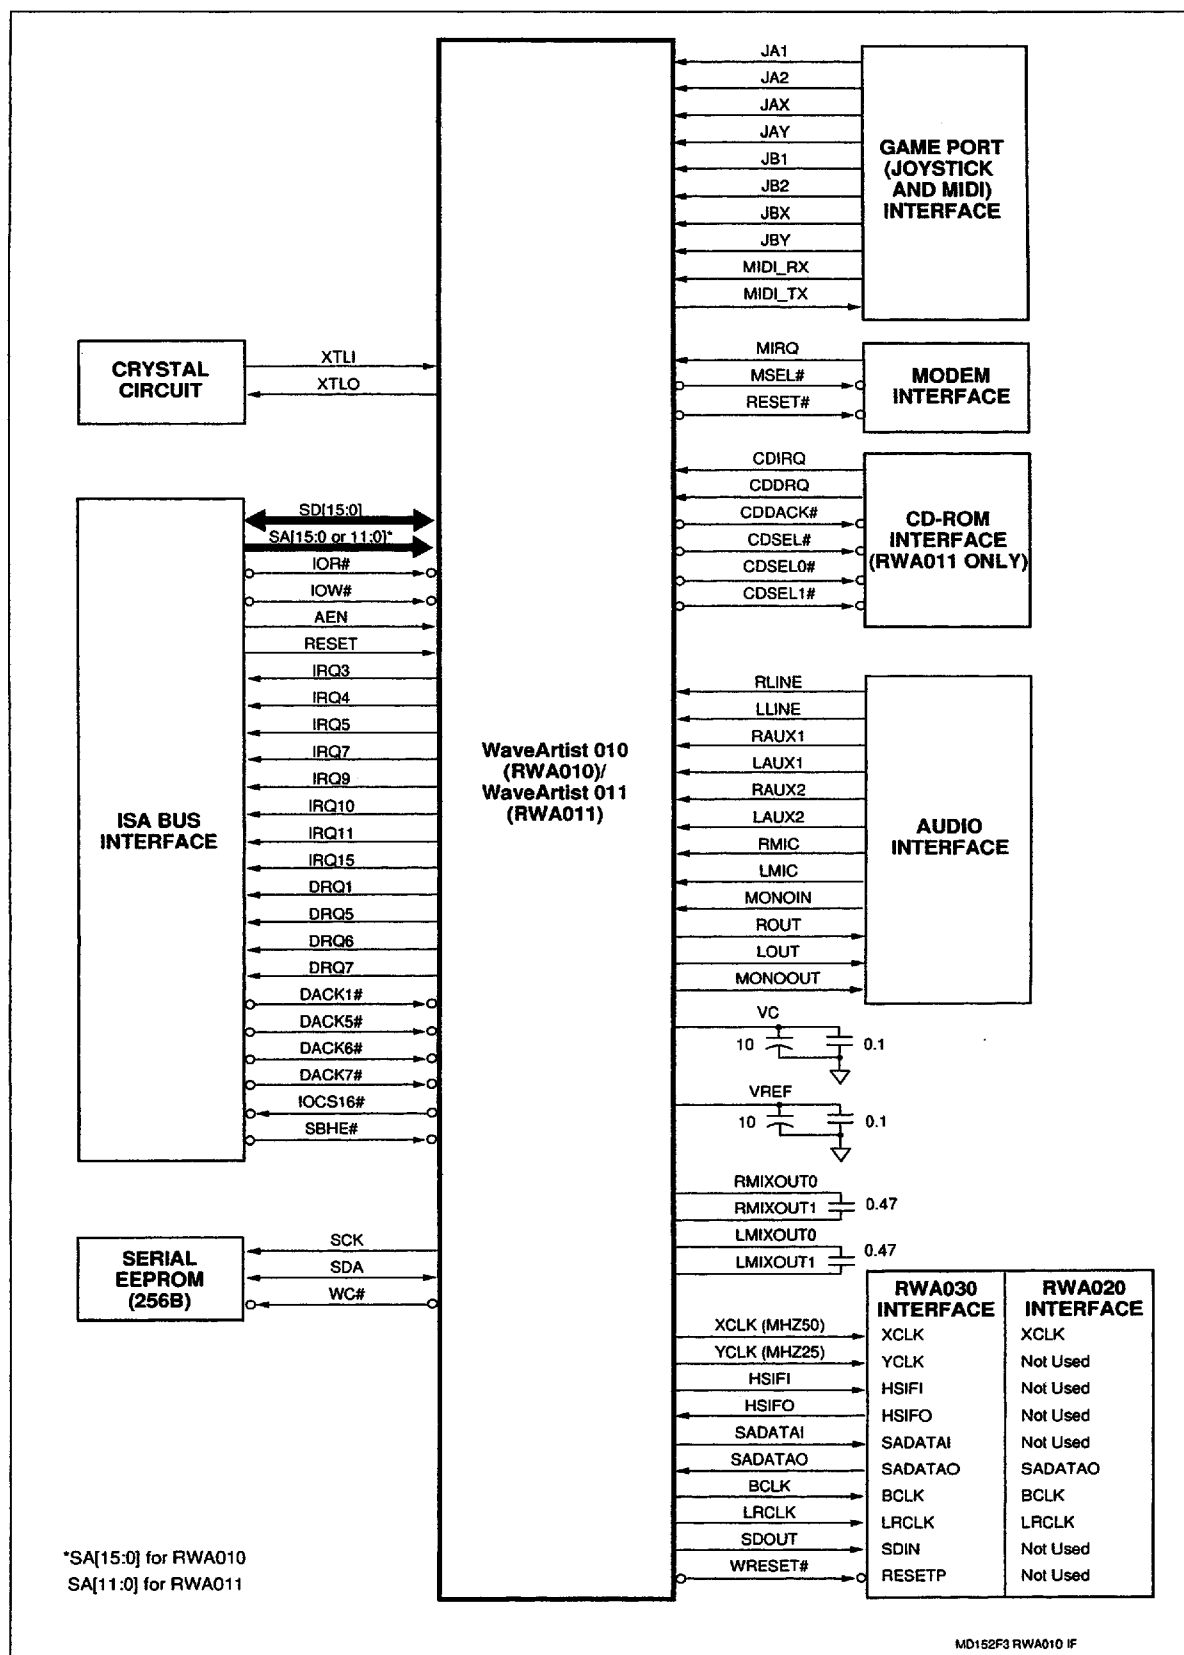 JA1
JA2
JAX
JAY
JB1
JB2
JBX
JBY
MIDI_RX
MIDI_TX
GAME PORT
(JOYSTICK
AND MIDI)
INTERFACE
CRYSTAL
CIRCUIT
XTLI
XTLO
MIRQ
MSEL#
RESET#
MODEM
INTERFACE
CDIRQ
CDDRQ
CDDACK#
CDSEL#
CDSEL0#
CDSEL1#
CD-ROM
INTERFACE
(RWA011 ONLY)
ISA BUS
INTERFACE
SD[15:0]
SA[15:0 or 11:0]*
IOR#
IOW#
AEN
RESET
IRQ3
IRQ4
IRQ5
IRQ7
IRQ9
IRQ10
IRQ11
IRQ15
DRQ1
DRQ5
DRQ6
DRQ7
DACK1#
DACK5#
DACK6#
DACK7#
IOCS16#
SBHE#
WaveArtist 010
(RWA010)/
WaveArtist 011
(RWA011)
RLINE
LLINE
RAUX1
LAUX1
RAUX2
LAUX2
RMIC
LMIC
MONOIN
ROUT
LOUT
MONOOUT
AUDIO
INTERFACE
VC
10 0.1
VREF
10 0.1
RMIXOUT0
RMIXOUT1 0.47
LMIXOUT0
LMIXOUT1 0.47
SERIAL
EEPROM
(256B)
SCK
SDA
WC#
RWA030 INTERFACE
RWA020 INTERFACE
XCLK (MHZ50) XCLK XCLK
YCLK (MHZ25) YCLK Not Used
HSIFI HSIFI Not Used
HSIFO HSIFO Not Used
SADATAI SADATAI Not Used
SADATAO SADATAO SADATAO
BCLK BCLK BCLK
LRCLK LRCLK LRCLK
SDOUT SDIN Not Used
WRESET# RESETP Not Used
*SA[15:0] for RWA010
SA[11:0] for RWA011
MD152F3 RWA010 IF